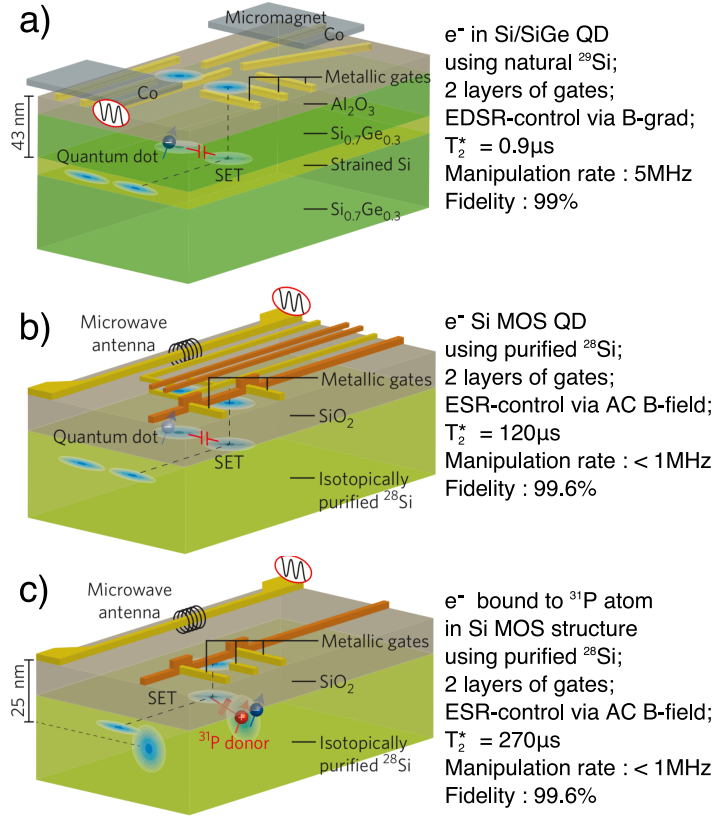 a)
Micromagnet
Co
Co
43 nm
Metallic gates
Al₂O₃
Si₀.₇Ge₀.₃
Quantum dot
SET
Strained Si
Si₀.₇Ge₀.₃
e⁻ in Si/SiGe QD
using natural ²⁹Si;
2 layers of gates;
EDSR-control via B-grad;
T₂* = 0.9µs
Manipulation rate : 5MHz
Fidelity : 99%
b)
Microwave
antenna
Metallic gates
SiO₂
Quantum dot
SET
Isotopically
purified ²⁸Si
e⁻ Si MOS QD
using purified ²⁸Si;
2 layers of gates;
ESR-control via AC B-field;
T₂* = 120µs
Manipulation rate : < 1MHz
Fidelity : 99.6%
c)
Microwave
antenna
25 nm
Metallic gates
SET
SiO₂
+
−
³¹P donor
Isotopically
purified ²⁸Si
e⁻ bound to ³¹P atom
in Si MOS structure
using purified ²⁸Si;
2 layers of gates;
ESR-control via AC B-field;
T₂* = 270µs
Manipulation rate : < 1MHz
Fidelity : 99.6%